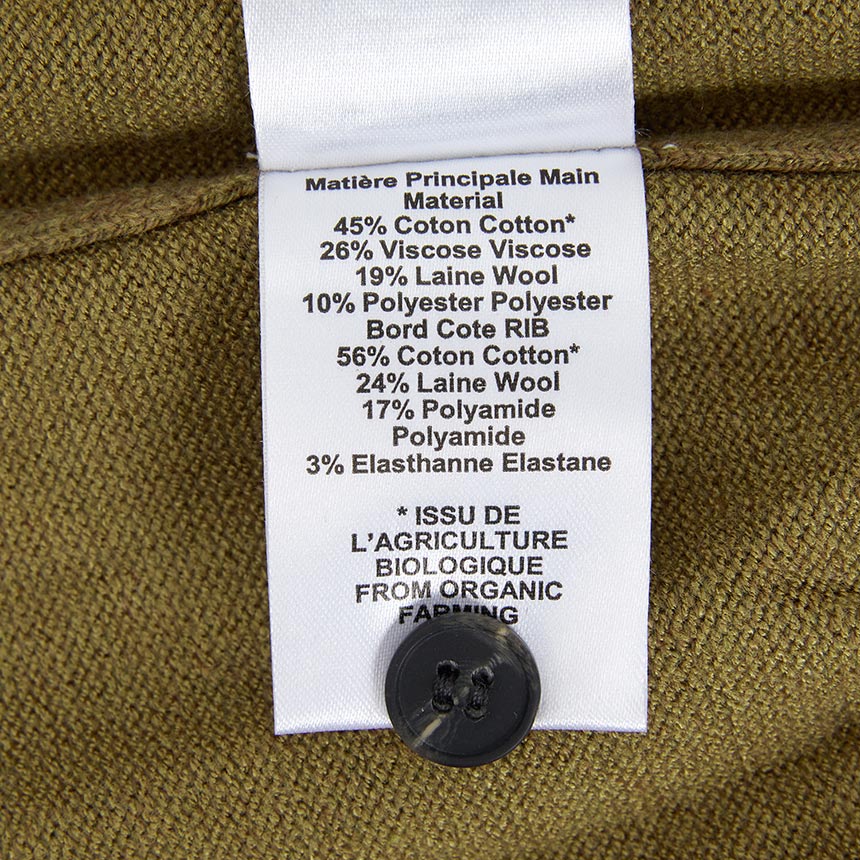 Matière Principale Main
Material
45% Coton Cotton*
26% Viscose Viscose
19% Laine Wool
10% Polyester Polyester
Bord Cote RIB
56% Coton Cotton*
24% Laine Wool
17% Polyamide
Polyamide
3% Elasthanne Elastane
* ISSU DE
L'AGRICULTURE
BIOLOGIQUE
FROM ORGANIC
FARMING